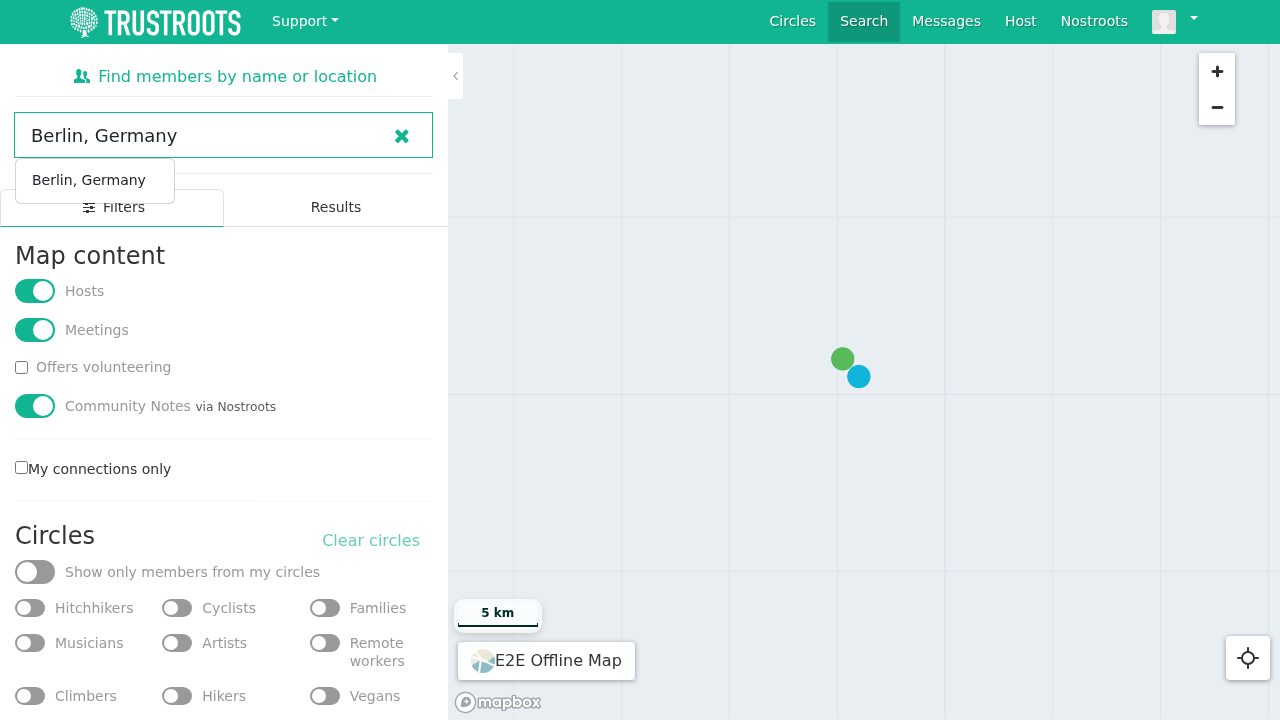 TRUSTROOTS
Support
Circles
Search
Messages
Host
Nostroots
Find members by name or location
Berlin, Germany
Berlin, Germany
Filters
Results
Map content
Hosts
Meetings
Offers volunteering
Community Notes via Nostroots
My connections only
Circles
Clear circles
Show only members from my circles
Hitchhikers
Cyclists
Families
Musicians
Artists
Remote
workers
Climbers
Hikers
Vegans
5 km
E2E Offline Map
mapbox